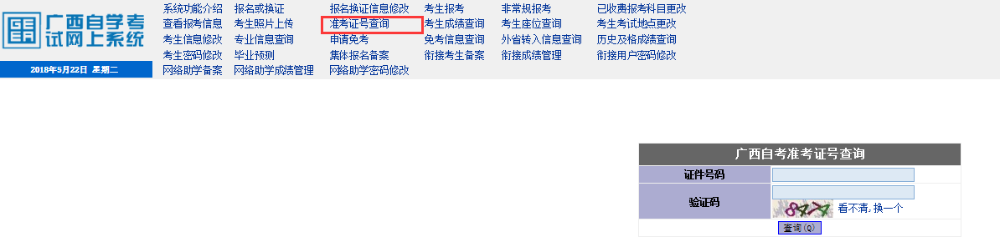 广西自学考
试网上系统
2018年5月22日 星期二
系统功能介绍 报名或换证 报名换证信息修改 考生报考 非常规报考 已收费报考科目更改
查看报考信息 考生照片上传 准考证号查询 考生成绩查询 考生座位查询 考生考试地点更改
考生信息修改 专业信息查询 申请免考 免考信息查询 外省转入信息查询 历史及格成绩查询
考生密码修改 毕业预测 集体报名备案 衔接考生备案 衔接成绩管理 衔接用户密码修改
网络助学备案 网络助学成绩管理 网络助学密码修改
广西自考准考证号查询
证件号码
验证码
8474 看不清,换一个
查询(Q)